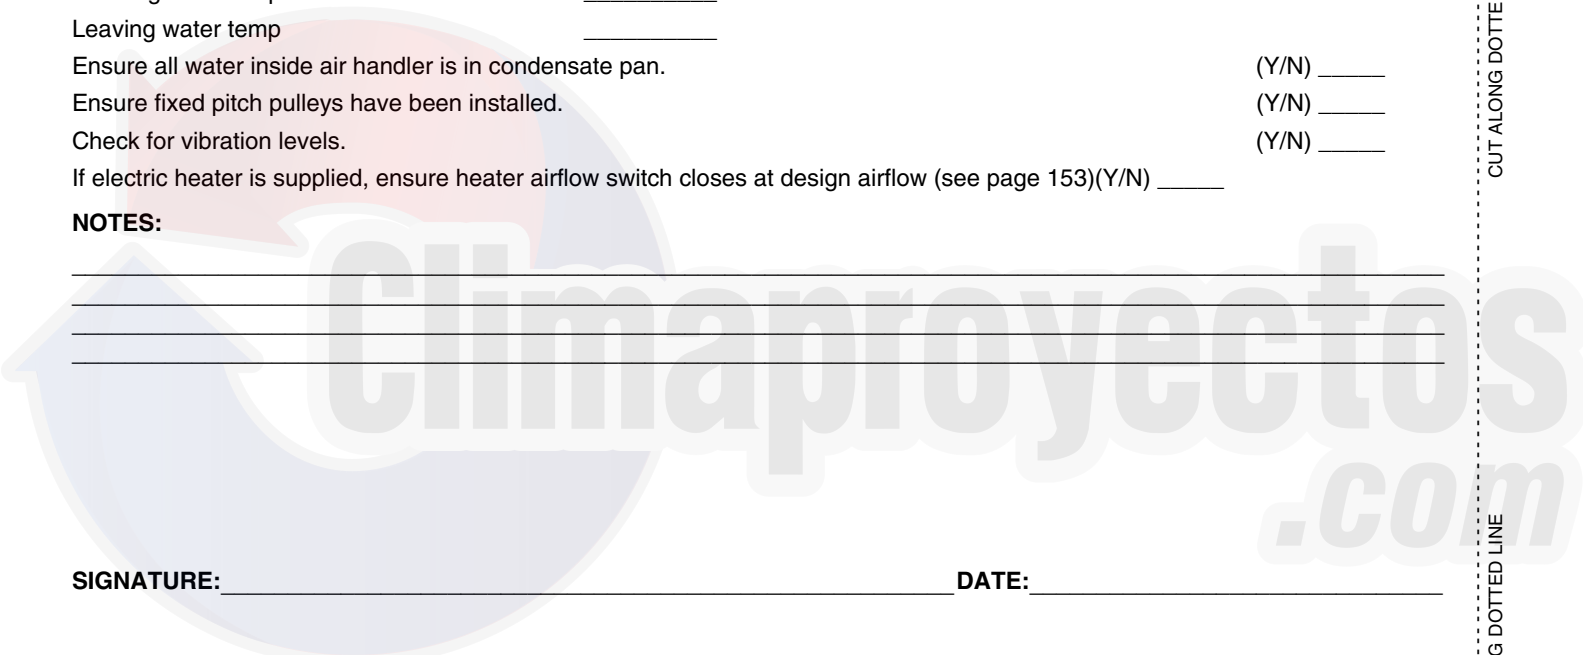 Leaving water temp __________
Ensure all water inside air handler is in condensate pan. (Y/N) _____
Ensure fixed pitch pulleys have been installed. (Y/N) _____
Check for vibration levels. (Y/N) _____
If electric heater is supplied, ensure heater airflow switch closes at design airflow (see page 153)(Y/N) _____
NOTES:
SIGNATURE: DATE:
CUT ALONG DOTTE
G DOTTED LINE
Climaproyectos
.com